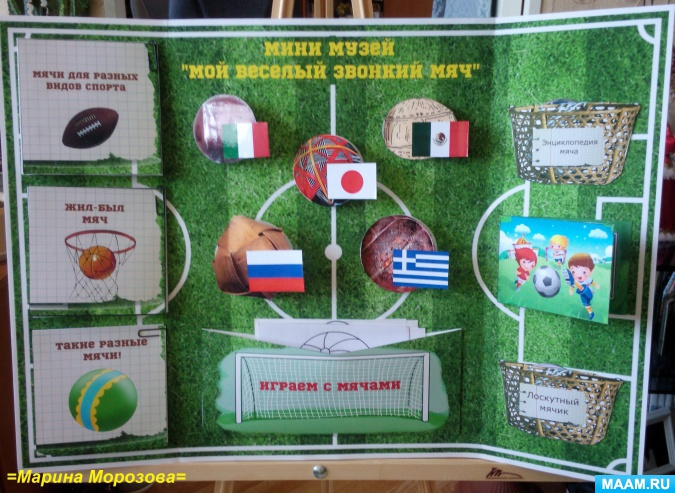 МИНИ МУЗЕЙ
"МОЙ ВЕСЕЛЫЙ ЗВОНКИЙ МЯЧ"
МЯЧИ ДЛЯ РАЗНЫХ
ВИДОВ СПОРТА
ЖИЛ-БЫЛ
МЯЧ
ТАКИЕ РАЗНЫЕ
МЯЧИ!
Энциклопедия
мяча
ИГРАЕМ С МЯЧАМИ
Лоскутный
мячик
=Марина Морозова=
MAAM.RU